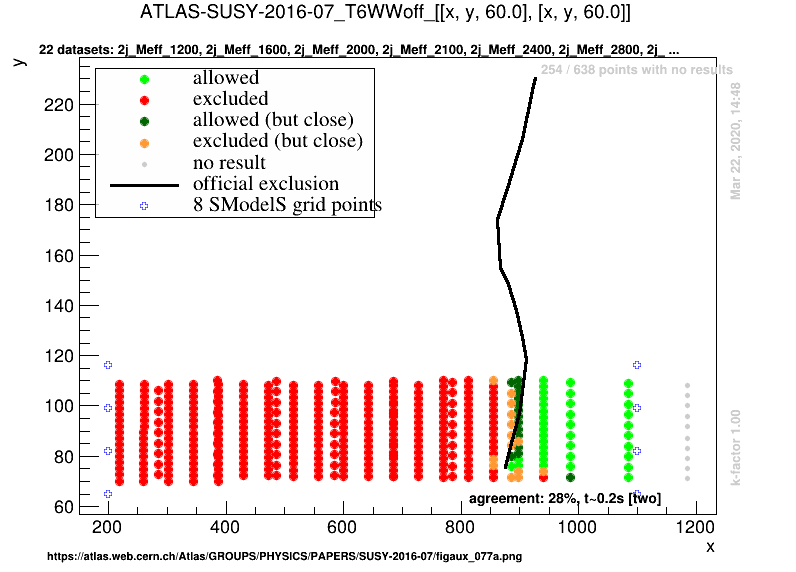 ATLAS-SUSY-2016-07_T6WWoff_[[x, y, 60.0], [x, y, 60.0]]
22 datasets: 2j_Meff_1200, 2j_Meff_1600, 2j_Meff_2000, 2j_Meff_2100, 2j_Meff_2400, 2j_Meff_2800, 2j_ ...
y
254 / 638 points with no results
allowed
excluded
allowed (but close)
excluded (but close)
no result
official exclusion
8 SModelS grid points
220
200
180
160
140
120
100
80
60
Mar 22, 2020, 14:48
k-factor 1.00
agreement: 28%, t~0.2s [two]
200 400 600 800 1000 1200
x
https://atlas.web.cern.ch/Atlas/GROUPS/PHYSICS/PAPERS/SUSY-2016-07/figaux_077a.png